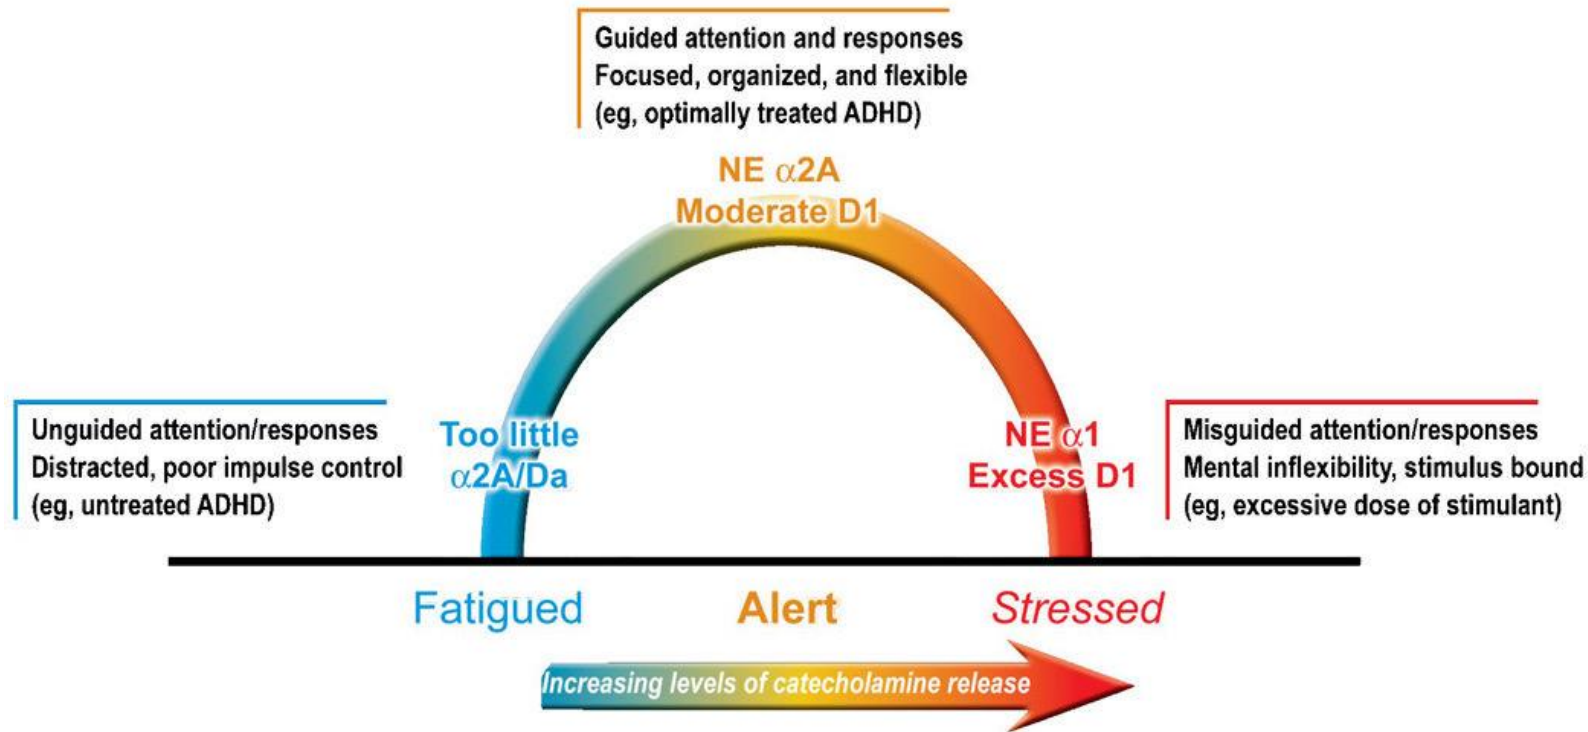 Guided attention and responses
Focused, organized, and flexible
(eg, optimally treated ADHD)
NE α2A
Moderate D1
Unguided attention/responses
Distracted, poor impulse control
(eg, untreated ADHD)
Too little
α2A/Da
NE α1
Excess D1
Misguided attention/responses
Mental inflexibility, stimulus bound
(eg, excessive dose of stimulant)
Fatigued
Alert
Stressed
Increasing levels of catecholamine release